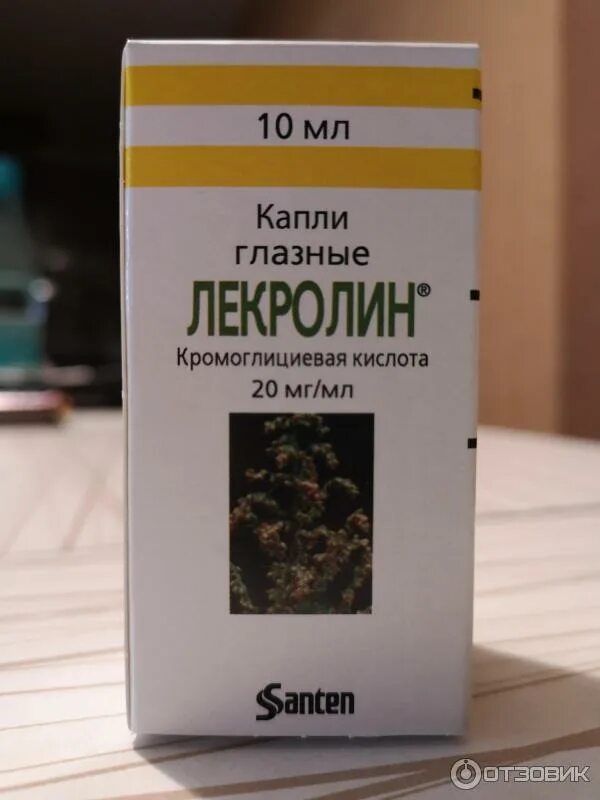 10 мл
Капли
глазные
ЛЕКРОЛИН®
Кромоглициевая кислота
20 мг/мл
Santen
ОТЗОВИК